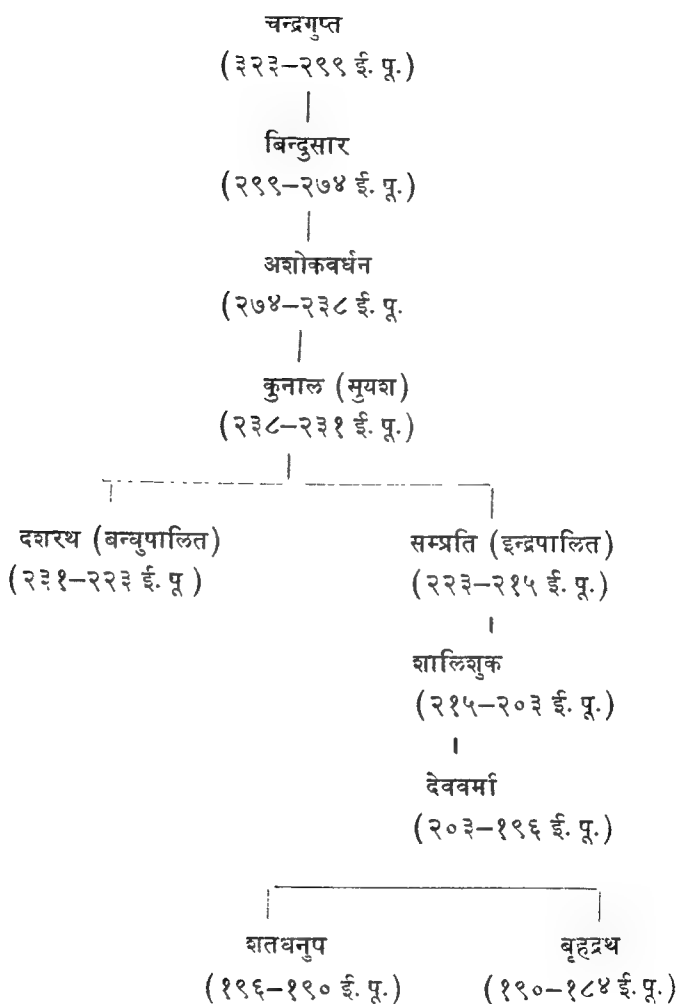 चन्द्रगुप्त
(३२३–२९९ ई. पू.)
बिन्दुसार
(२९९–२७४ ई. पू.)
अशोकवर्धन
(२७४–२३८ ई. पू.
कुनाल (सुयश)
(२३८–२३१ ई. पू.)
दशरथ (बन्धुपालित) सम्प्रति (इन्द्रपालित)
(२३१–२२३ ई. पू ) (२२३–२१५ ई. पू.)
शालिशुक
(२१५–२०३ ई. पू.)
देववर्मा
(२०३–१९६ ई. पू.)
शतधनुप बृहद्रथ
(१९६–१९० ई. पू.) (१९०–१८४ ई. पू.)